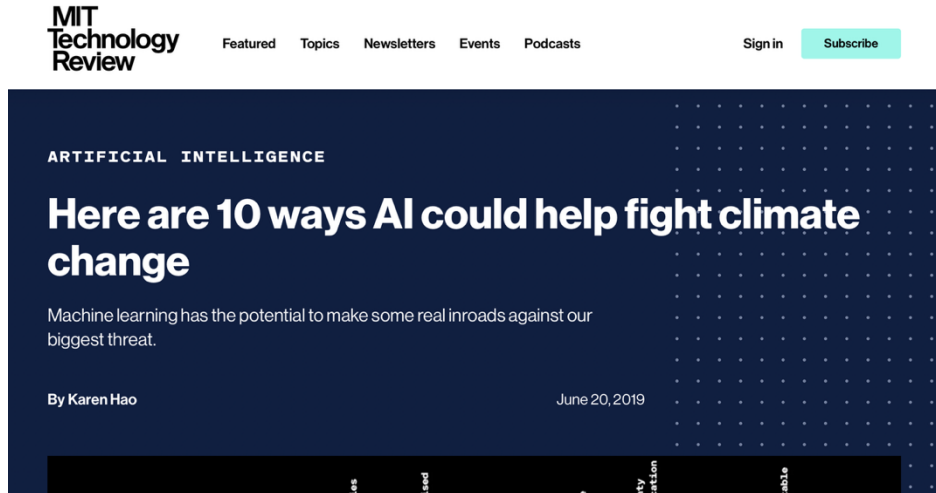 MIT
Technology
Review
Featured Topics Newsletters Events Podcasts
Sign in Subscribe
ARTIFICIAL INTELLIGENCE
Here are 10 ways AI could help fight climate
change
Machine learning has the potential to make some real inroads against our
biggest threat.
By Karen Hao June 20, 2019